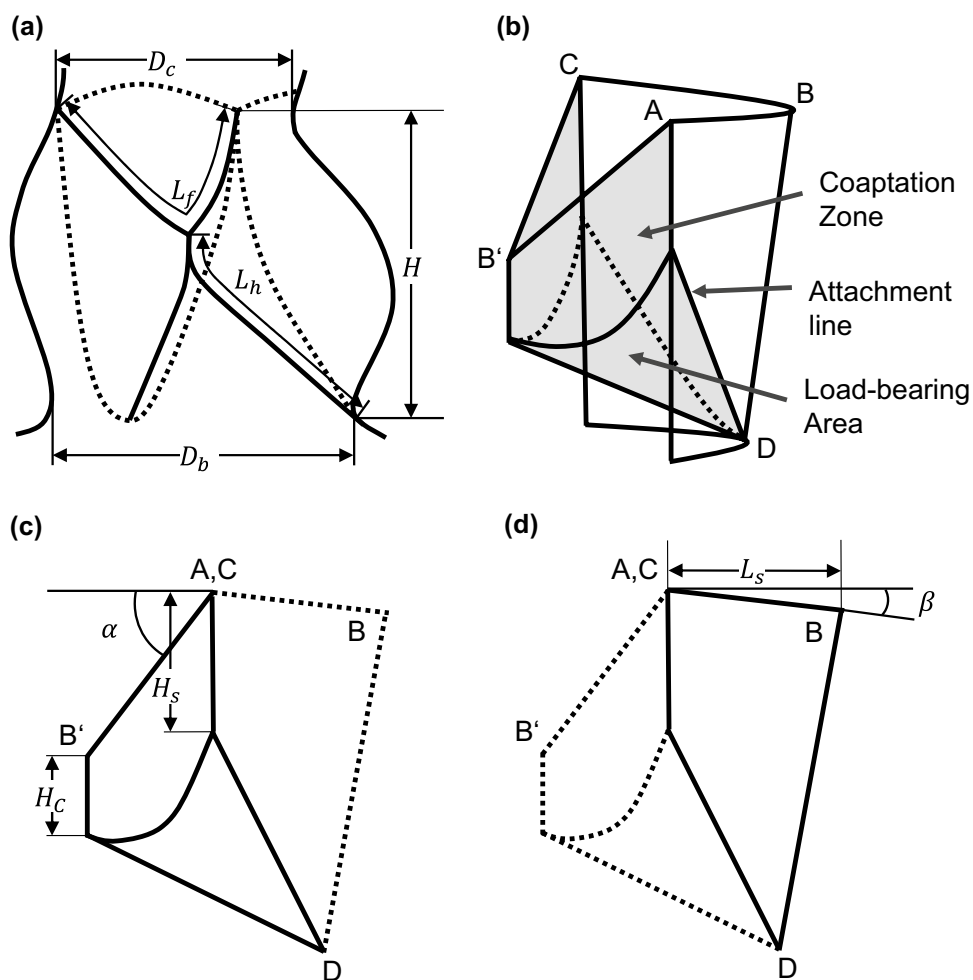 (a)
D_c
L_f
L_h
H
D_b
(b)
C
B
A
Coaptation
Zone
B‘
Attachment
line
Load-bearing
Area
D
(c)
A,C
α
B
H_s
B‘
H_C
D
(d)
A,C
L_s
β
B
B‘
D